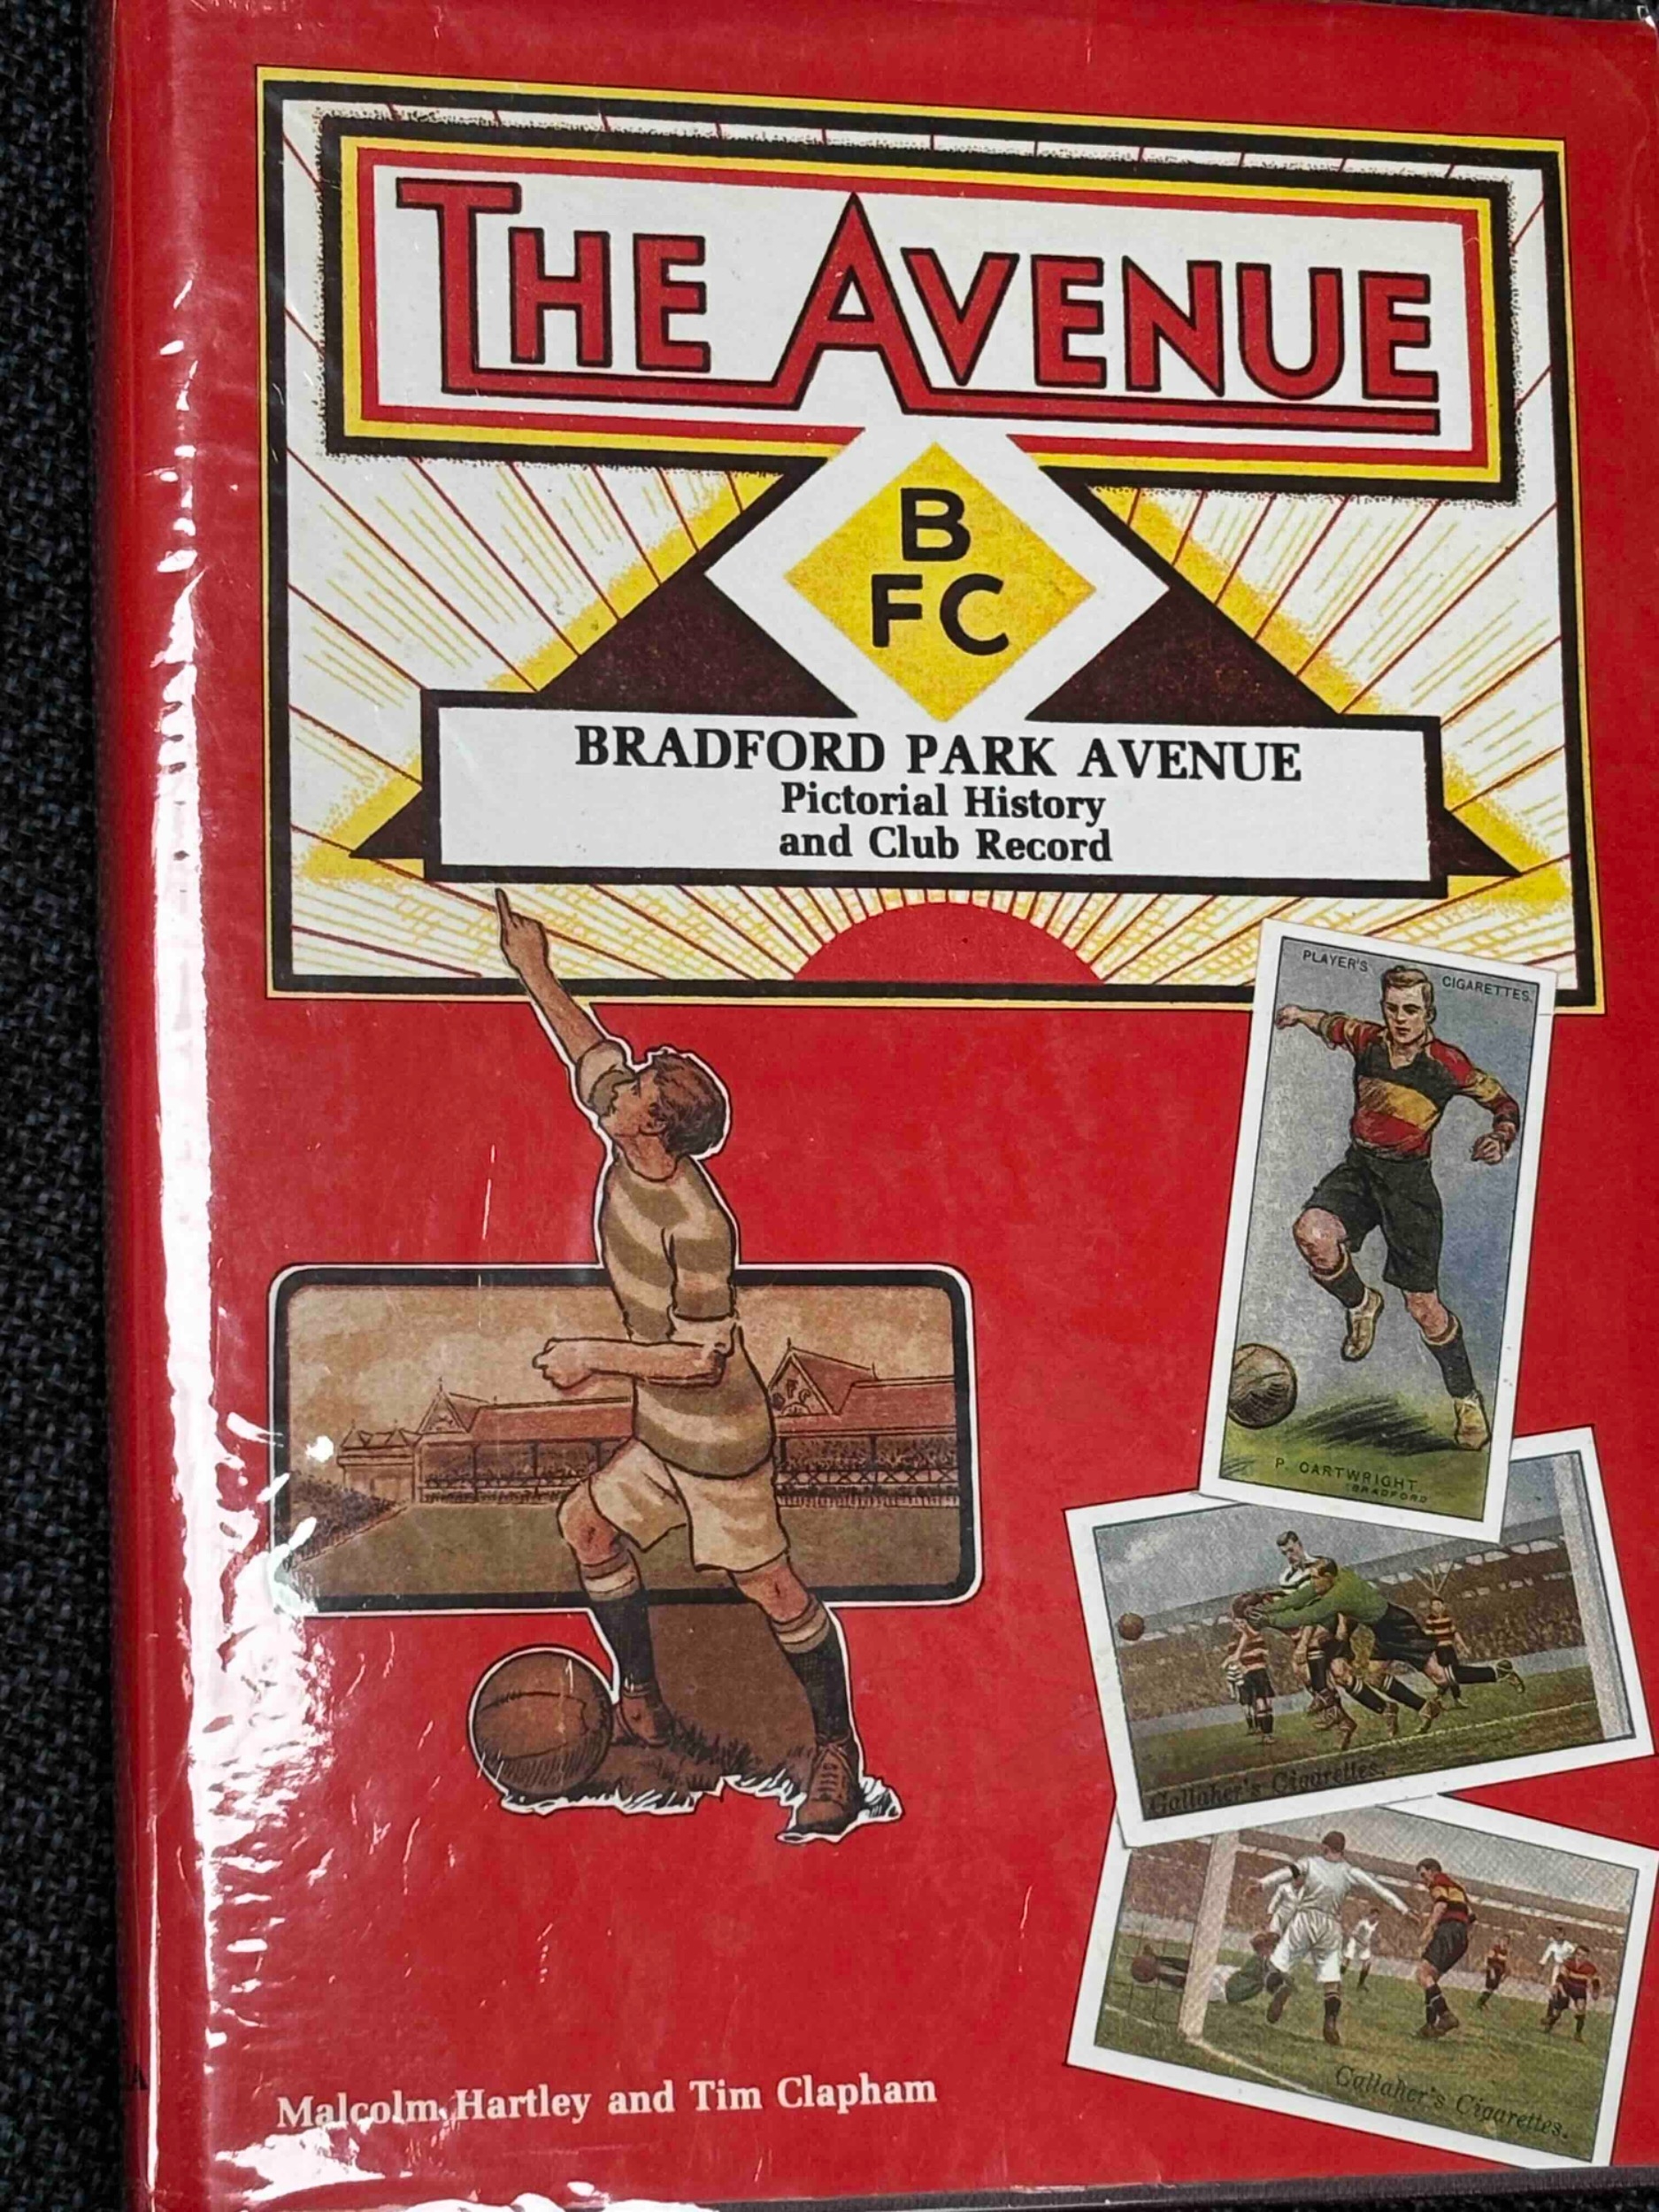 THE AVENUE
B
FC
BRADFORD PARK AVENUE
Pictorial History
and Club Record
PLAYER'S CIGARETTES
P. CARTWRIGHT
BRADFORD
Gallaher's Cigarettes.
Gallaher's Cigarettes.
Malcolm Hartley and Tim Clapham